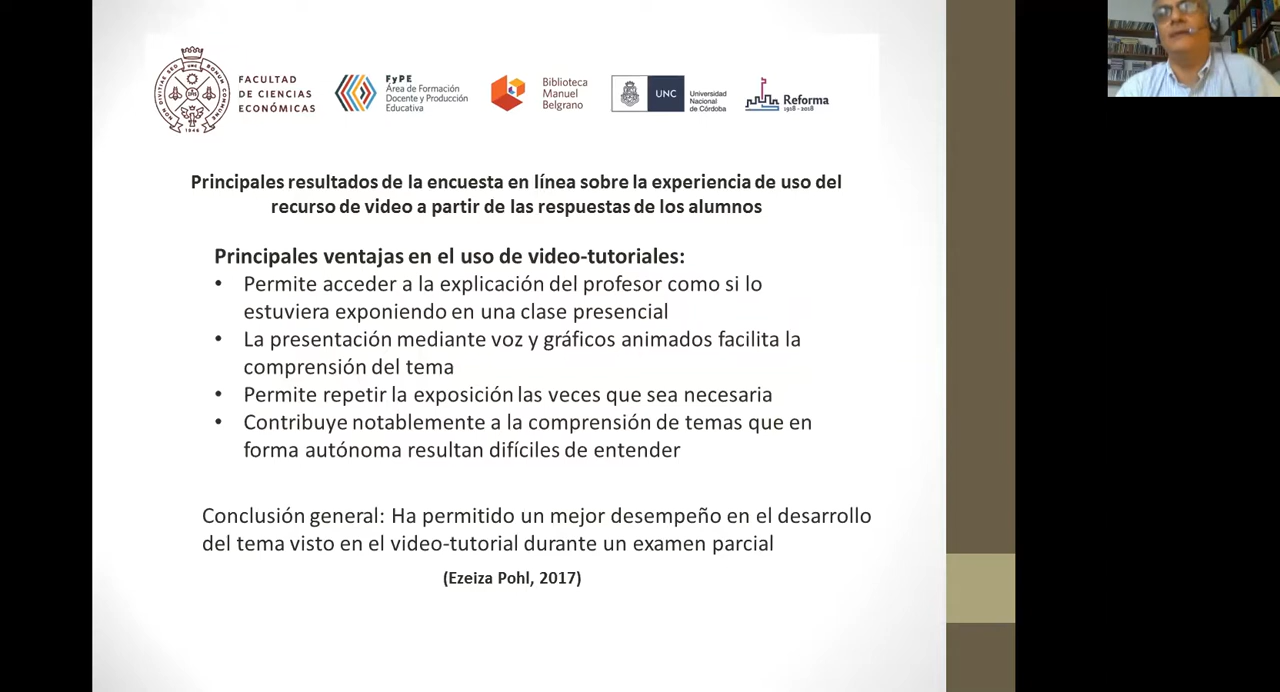 FACULTAD
DE CIENCIAS
ECONÓMICAS
FyPE
Área de Formación
Docente y Producción
Educativa
Biblioteca
Manuel
Belgrano
UNC
Universidad
Nacional
de Córdoba
Reforma
1918 - 2018
Principales resultados de la encuesta en línea sobre la experiencia de uso del
recurso de video a partir de las respuestas de los alumnos
Principales ventajas en el uso de video-tutoriales:
• Permite acceder a la explicación del profesor como si lo
estuviera exponiendo en una clase presencial
• La presentación mediante voz y gráficos animados facilita la
comprensión del tema
• Permite repetir la exposición las veces que sea necesaria
• Contribuye notablemente a la comprensión de temas que en
forma autónoma resultan difíciles de entender
Conclusión general: Ha permitido un mejor desempeño en el desarrollo
del tema visto en el video-tutorial durante un examen parcial
(Ezeiza Pohl, 2017)